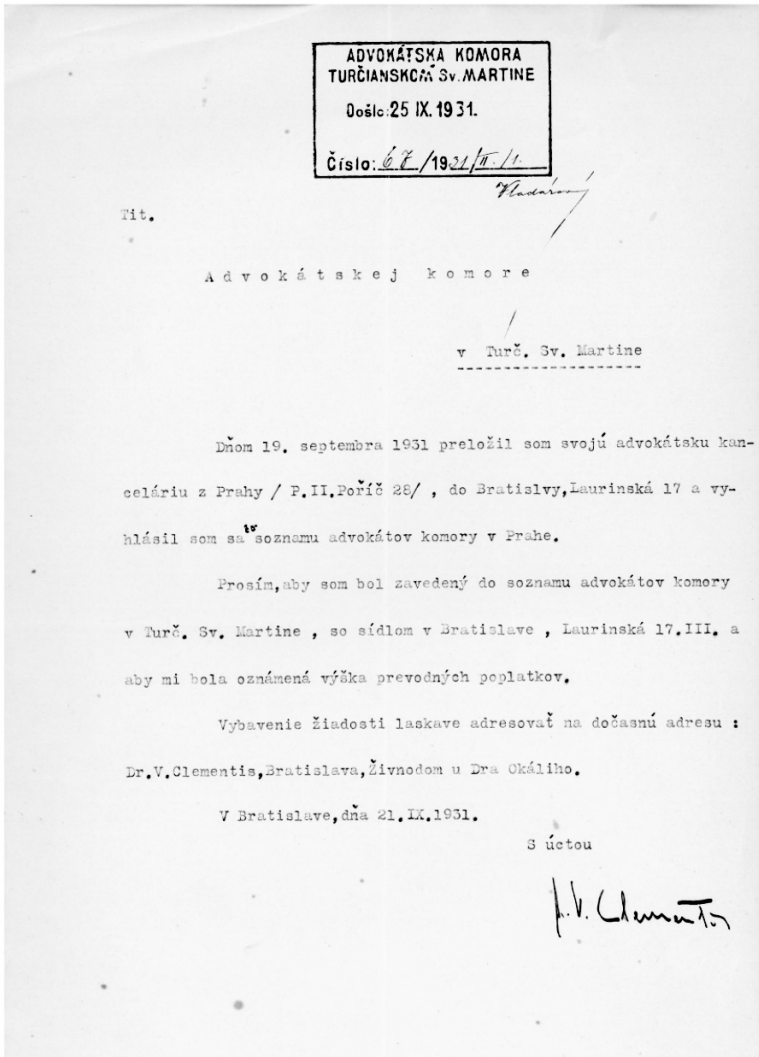 ADVOKÁTSKA KOMORA
TURČIANSKOM Sv. MARTINE
Došlo: 25 IX. 1931.
Číslo: 67/1931/II./1.
Tit.
Advokátskej komore
v Turč. Sv. Martine
Dňom 19. septembra 1931 preložil som svojú advokátsku kan-
celáriu z Prahy / P.II.Poříč 28/ , do Bratislvy,Laurinská 17 a vy-
hlásil som sa zo soznamu advokátov komory v Prahe.
Prosím,aby som bol zavedený do soznamu advokátov komory
v Turč. Sv. Martine , so sídlom v Bratislave , Laurinská 17.III. a
aby mi bola oznámená výška prevodných poplatkov.
Vybavenie žiadosti laskave adresovať na dočasnú adresu :
Dr.V.Clementis,Bratislava,Živnodom u Dra Okáliho.
V Bratislave,dňa 21.IX.1931.
S úctou
Dr. V. Clementis